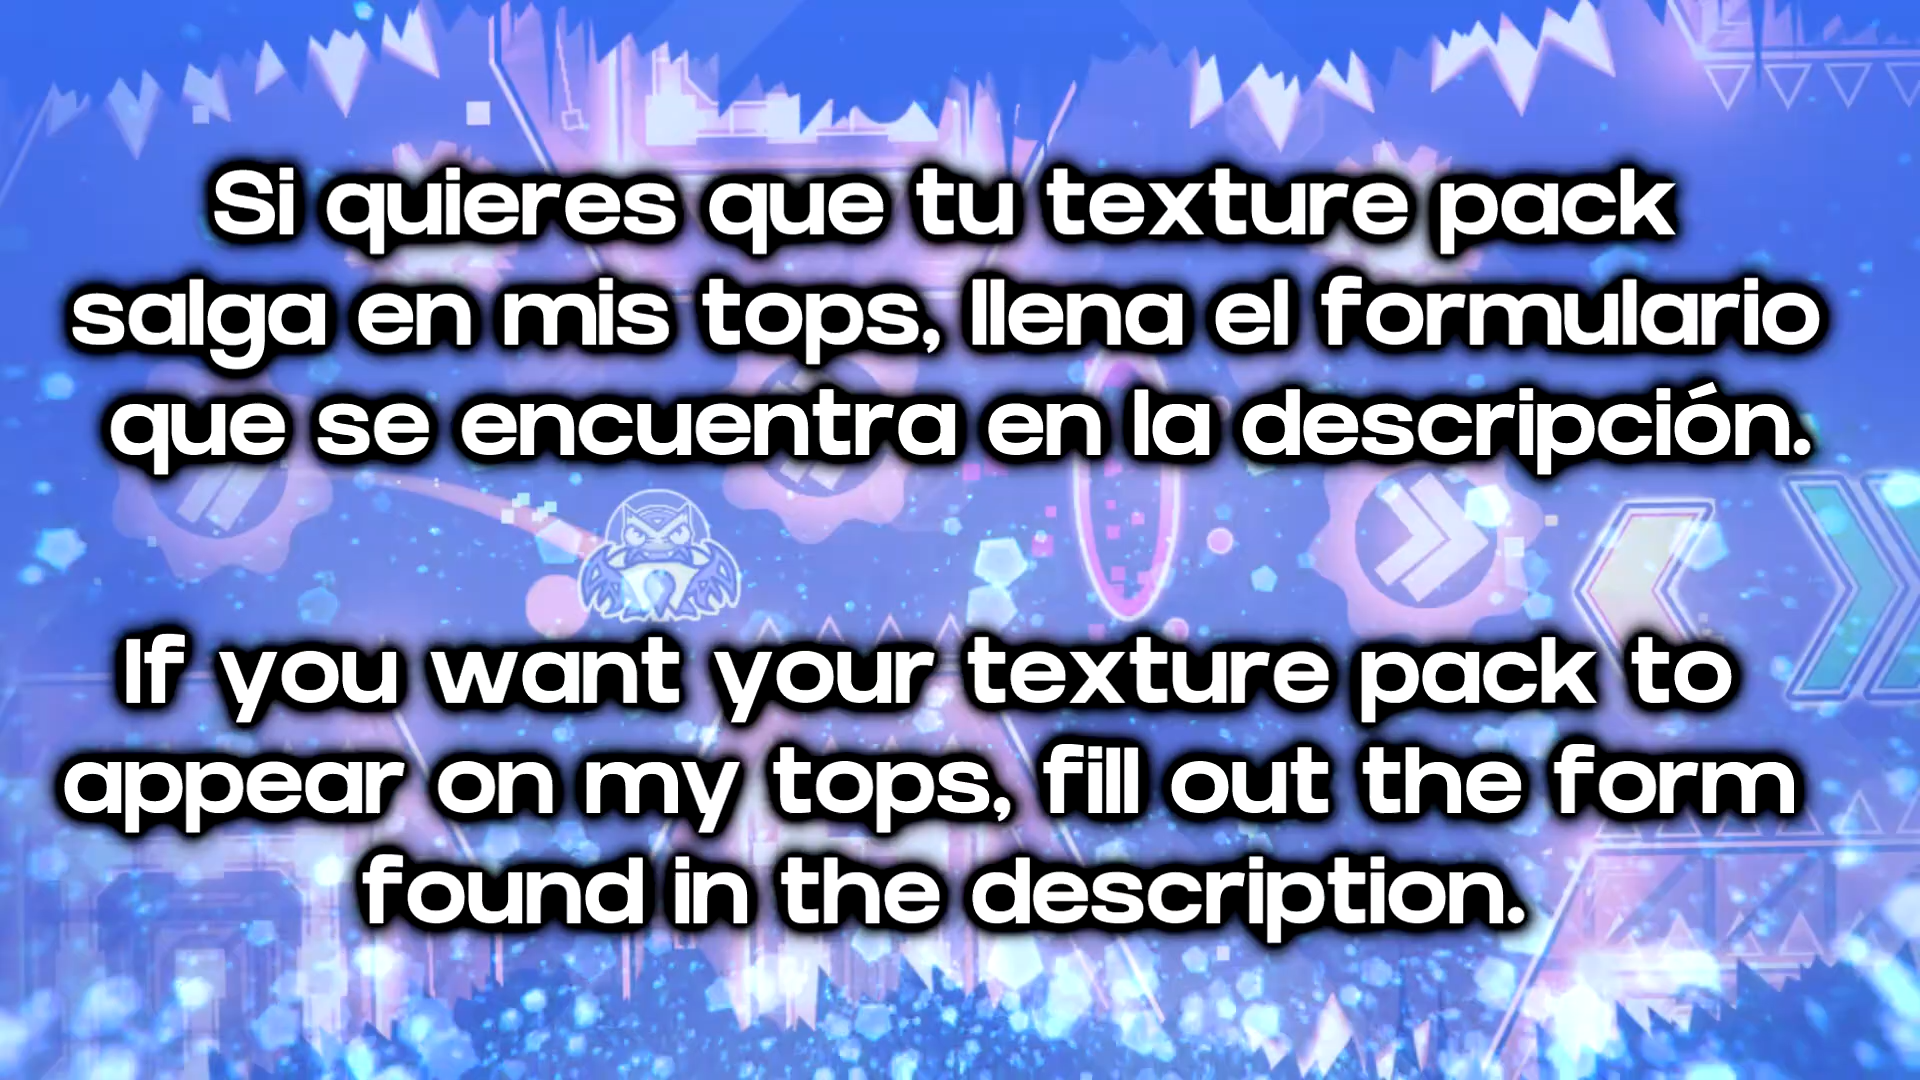 Si quieres que tu texture pack
salga en mis tops, llena el formulario
que se encuentra en la descripción.
If you want your texture pack to
appear on my tops, fill out the form
found in the description.